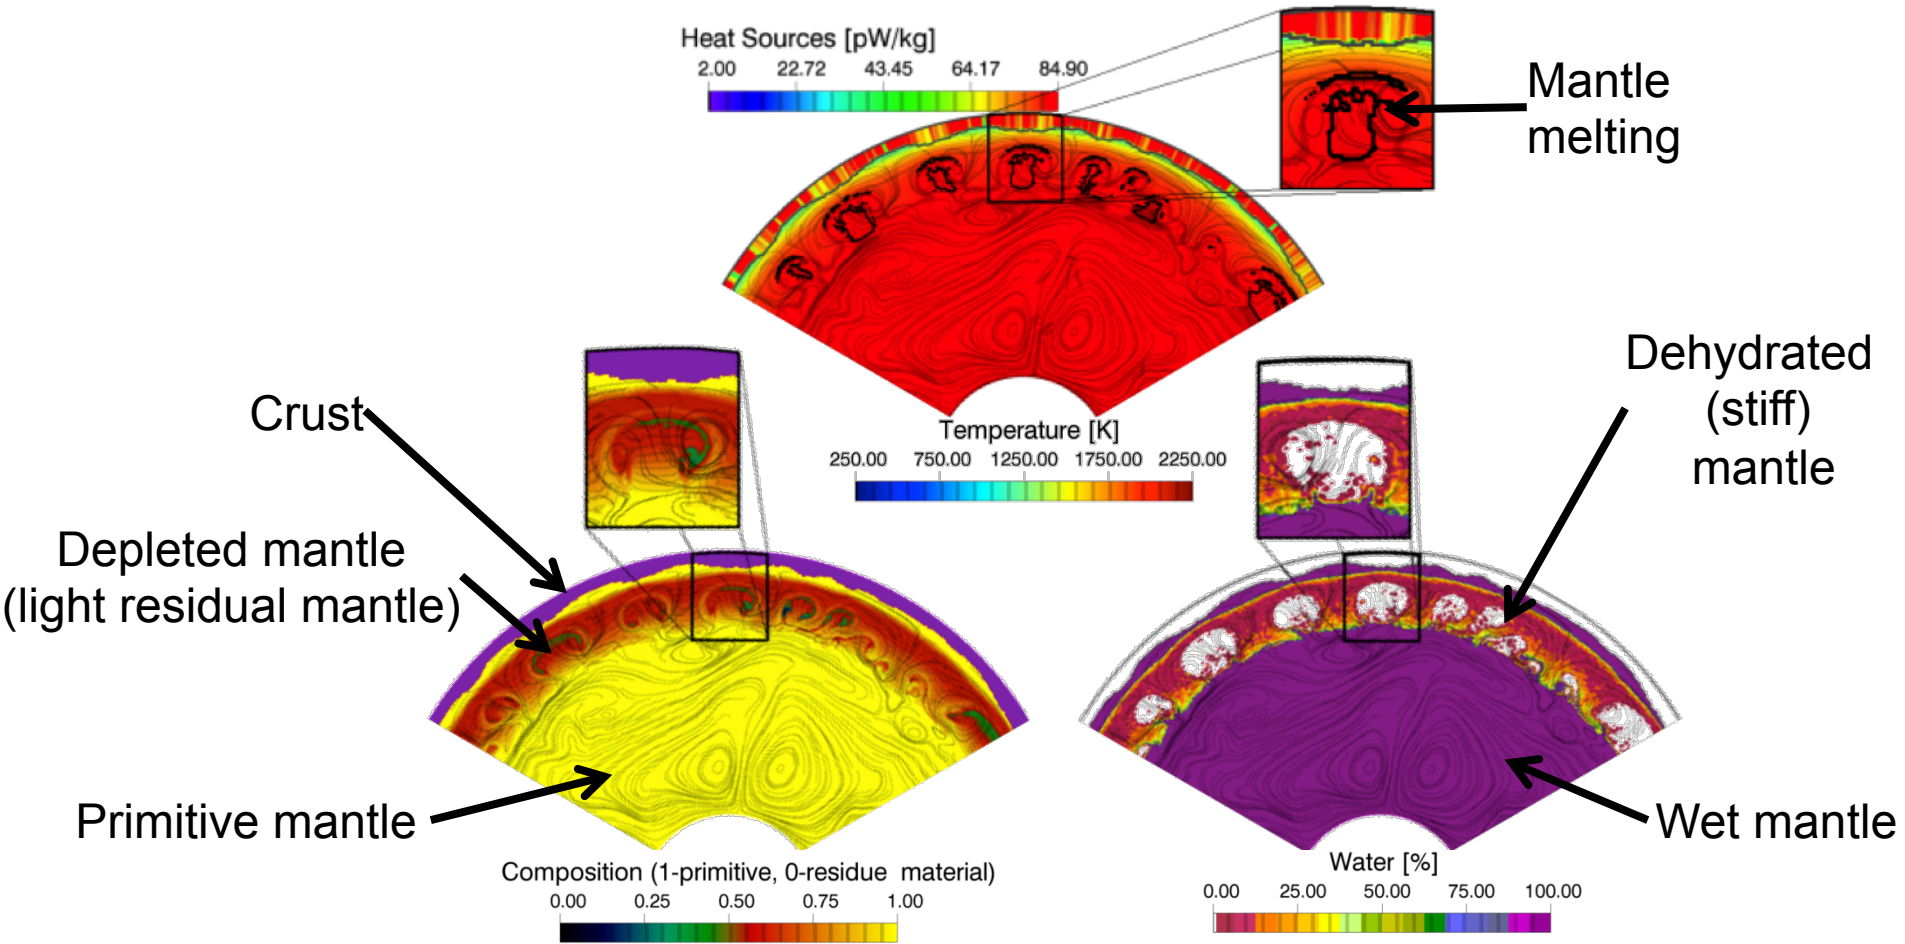 Heat Sources [pW/kg]
2.00 22.72 43.45 64.17 84.90
Mantle
melting
Temperature [K]
250.00 750.00 1250.00 1750.00 2250.00
Crust
Depleted mantle
(light residual mantle)
Primitive mantle
Composition (1-primitive, 0-residue material)
0.00 0.25 0.50 0.75 1.00
Dehydrated
(stiff)
mantle
Wet mantle
Water [%]
0.00 25.00 50.00 75.00 100.00